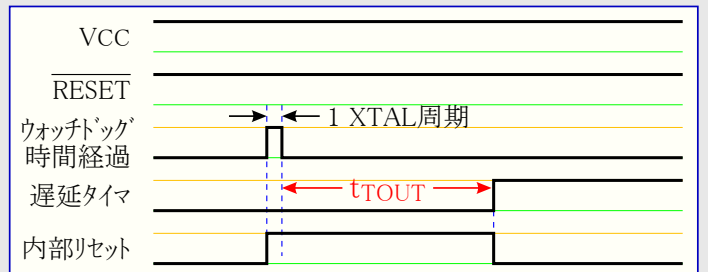 VCC
RESET
1 XTAL周期
ｳｫｯﾁﾄﾞｯｸﾞ
時間経過
遅延ﾀｲﾏ
tTOUT
内部ﾘｾｯﾄ